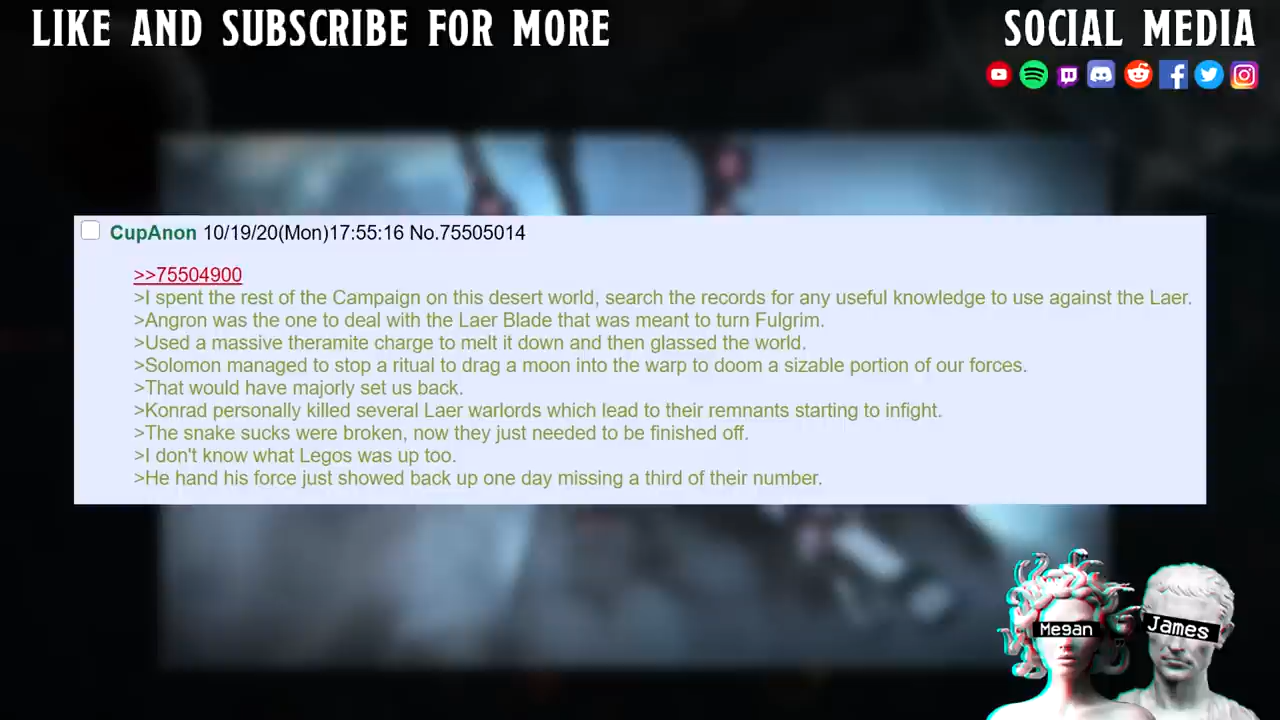 LIKE AND SUBSCRIBE FOR MORE
SOCIAL MEDIA
CupAnon 10/19/20(Mon)17:55:16 No.75505014
>>75504900
>I spent the rest of the Campaign on this desert world, search the records for any useful knowledge to use against the Laer.
>Angron was the one to deal with the Laer Blade that was meant to turn Fulgrim.
>Used a massive theramite charge to melt it down and then glassed the world.
>Solomon managed to stop a ritual to drag a moon into the warp to doom a sizable portion of our forces.
>That would have majorly set us back.
>Konrad personally killed several Laer warlords which lead to their remnants starting to infight.
>The snake sucks were broken, now they just needed to be finished off.
>I don't know what Legos was up too.
>He hand his force just showed back up one day missing a third of their number.
Megan
James